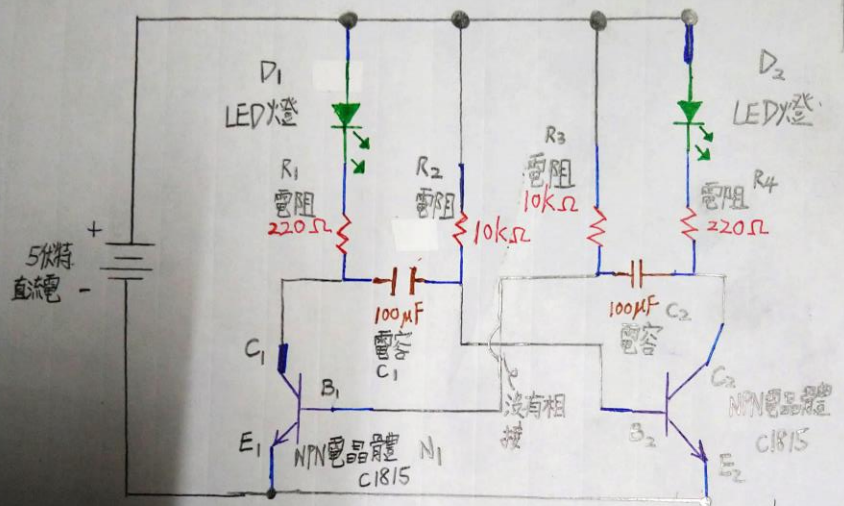 D1
LED燈
D2
LED燈
R1
電阻
220Ω
R2
電阻
10kΩ
R3
電阻
10kΩ
電阻 R4
220Ω
+
5伏特
直流電 -
100μF
電容
C1
100μF C2
電容
C1
B1
E1
NPN電晶體 N1
C1815
沒有相
接
C2
B2
E2
NPN電晶體
C1815